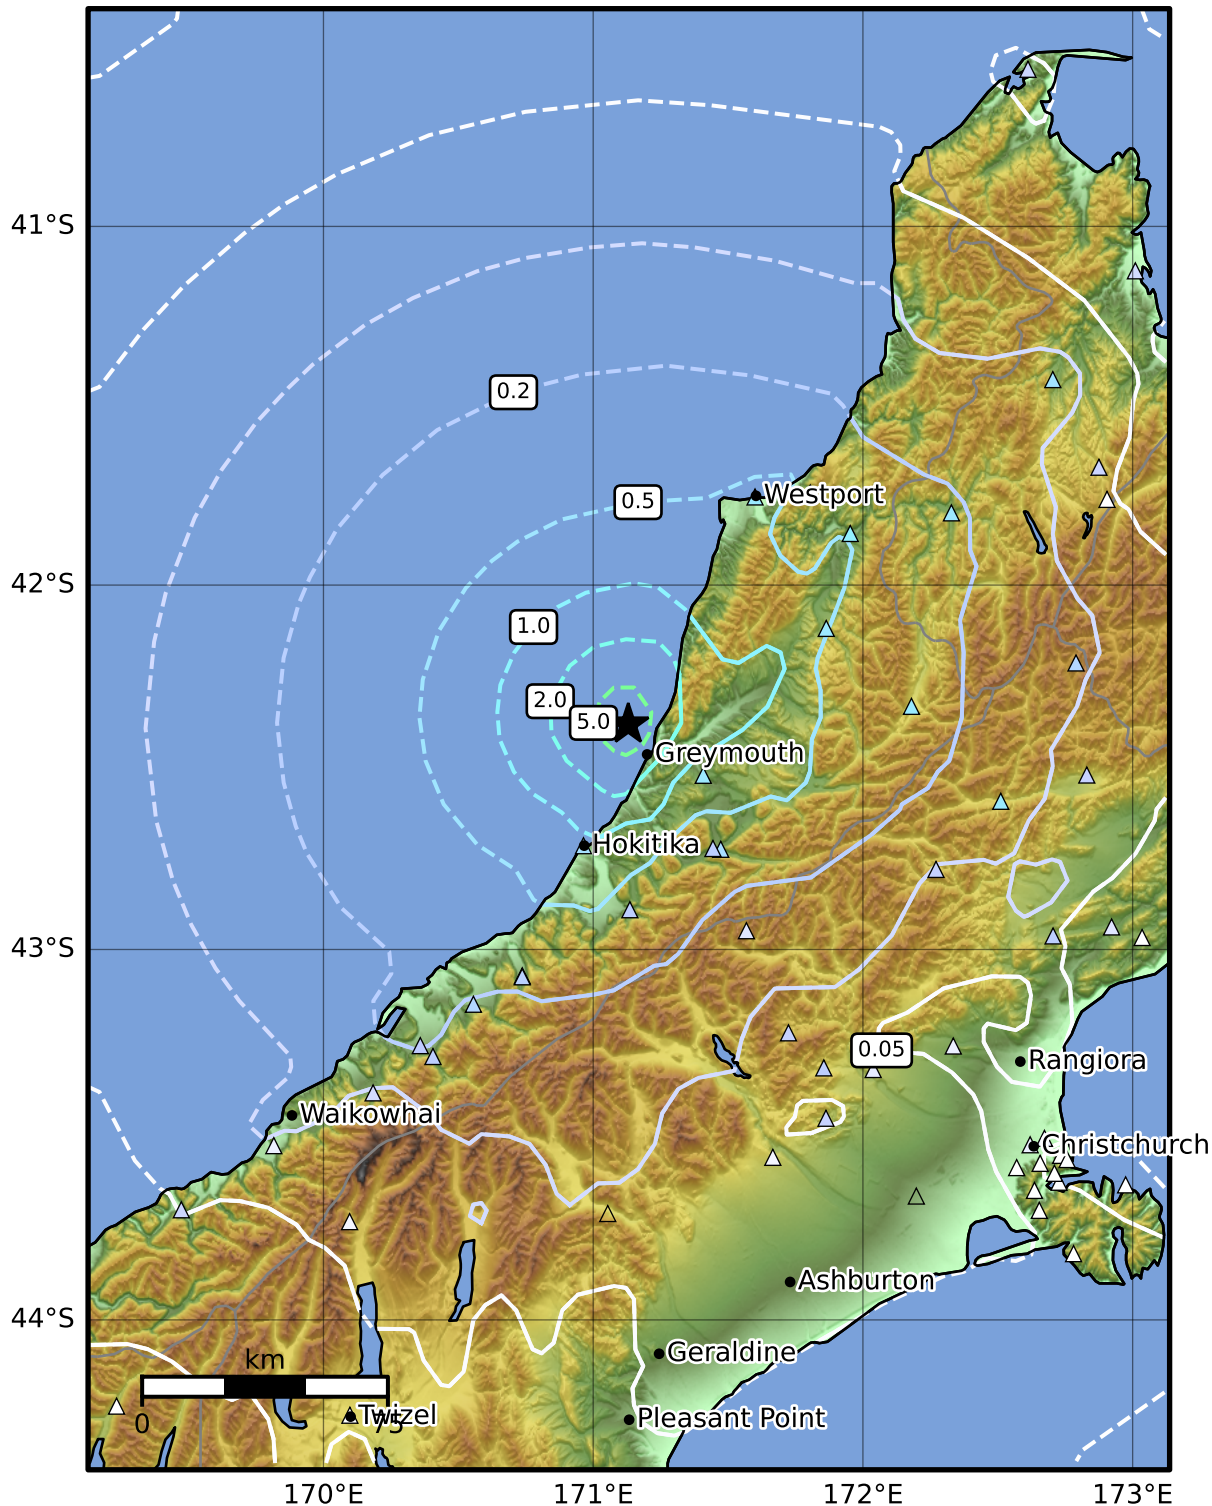 41°S
0.2
0.5
Westport
42°S
1.0
2.0
5.0
Greymouth
Hokitika
43°S
0.05
Rangiora
Waikowhai
Christchurch
Ashburton
44°S
Geraldine
km
0
75
Twizel
Pleasant Point
170°E
171°E
172°E
173°E